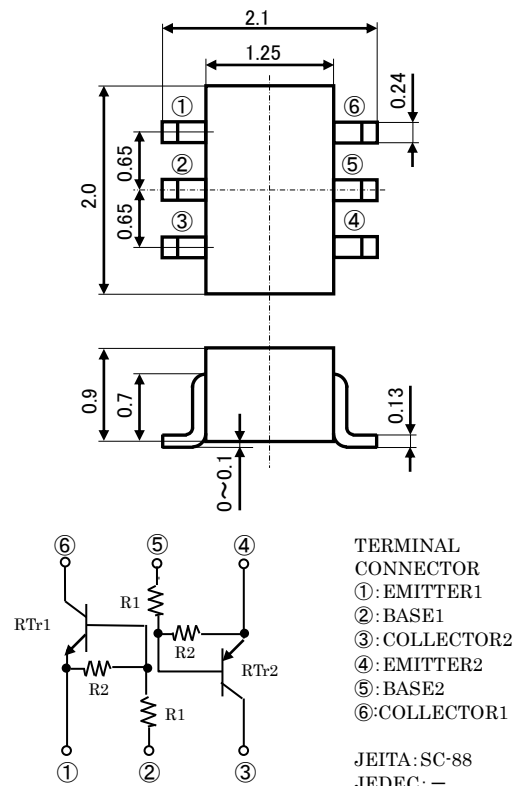 2.1
1.25
① ⑥
0.24
0.65
② ⑤
2.0
0.65
③ ④
0.9
0.7
0.13
0～0.1
⑥ ⑤ ④
R1
RTr1
R2
RTr2
R2
R1
① ② ③
TERMINAL
CONNECTOR
①:EMITTER1
②:BASE1
③:COLLECTOR2
④:EMITTER2
⑤:BASE2
⑥:COLLECTOR1
JEITA:SC-88
JEDEC:－